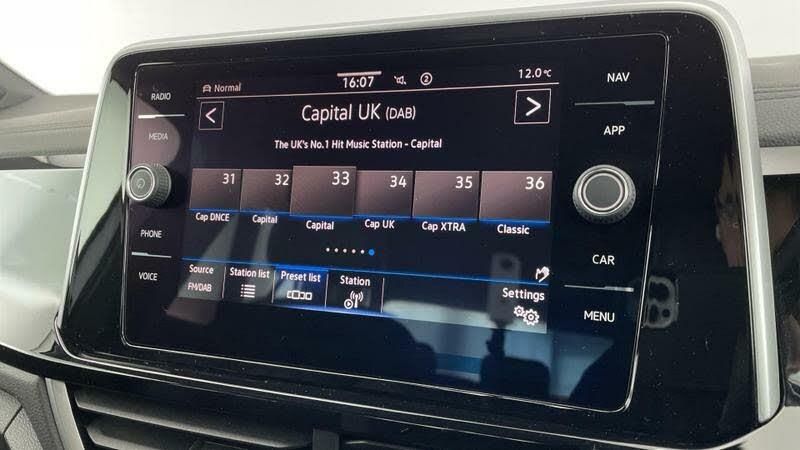 RADIO
MEDIA
PHONE
VOICE
Normal
16:07
2
12.0 °C
Capital UK (DAB)
The UK's No.1 Hit Music Station - Capital
31 32 33 34 35 36
Cap DNCE Capital Capital Cap UK Cap XTRA Classic
Source Station list Preset list Station
FM/DAB
Settings
NAV
APP
CAR
MENU